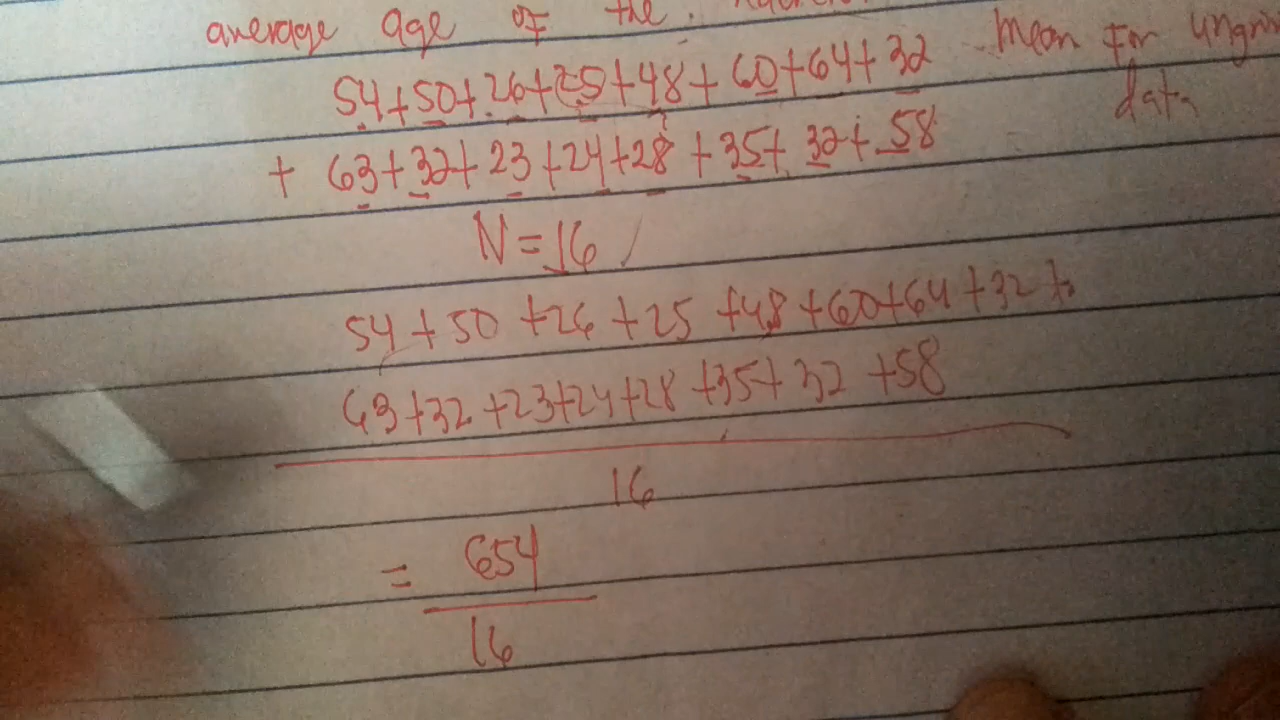 average age of the
54+50+26+25+48+60+64+32 Mean for
data
+ 63+32+23+24+28+35+32+58
N=16
54+50+26+25+48+60+64+32+
63+32+23+24+28+35+32+58
16
= 654
16